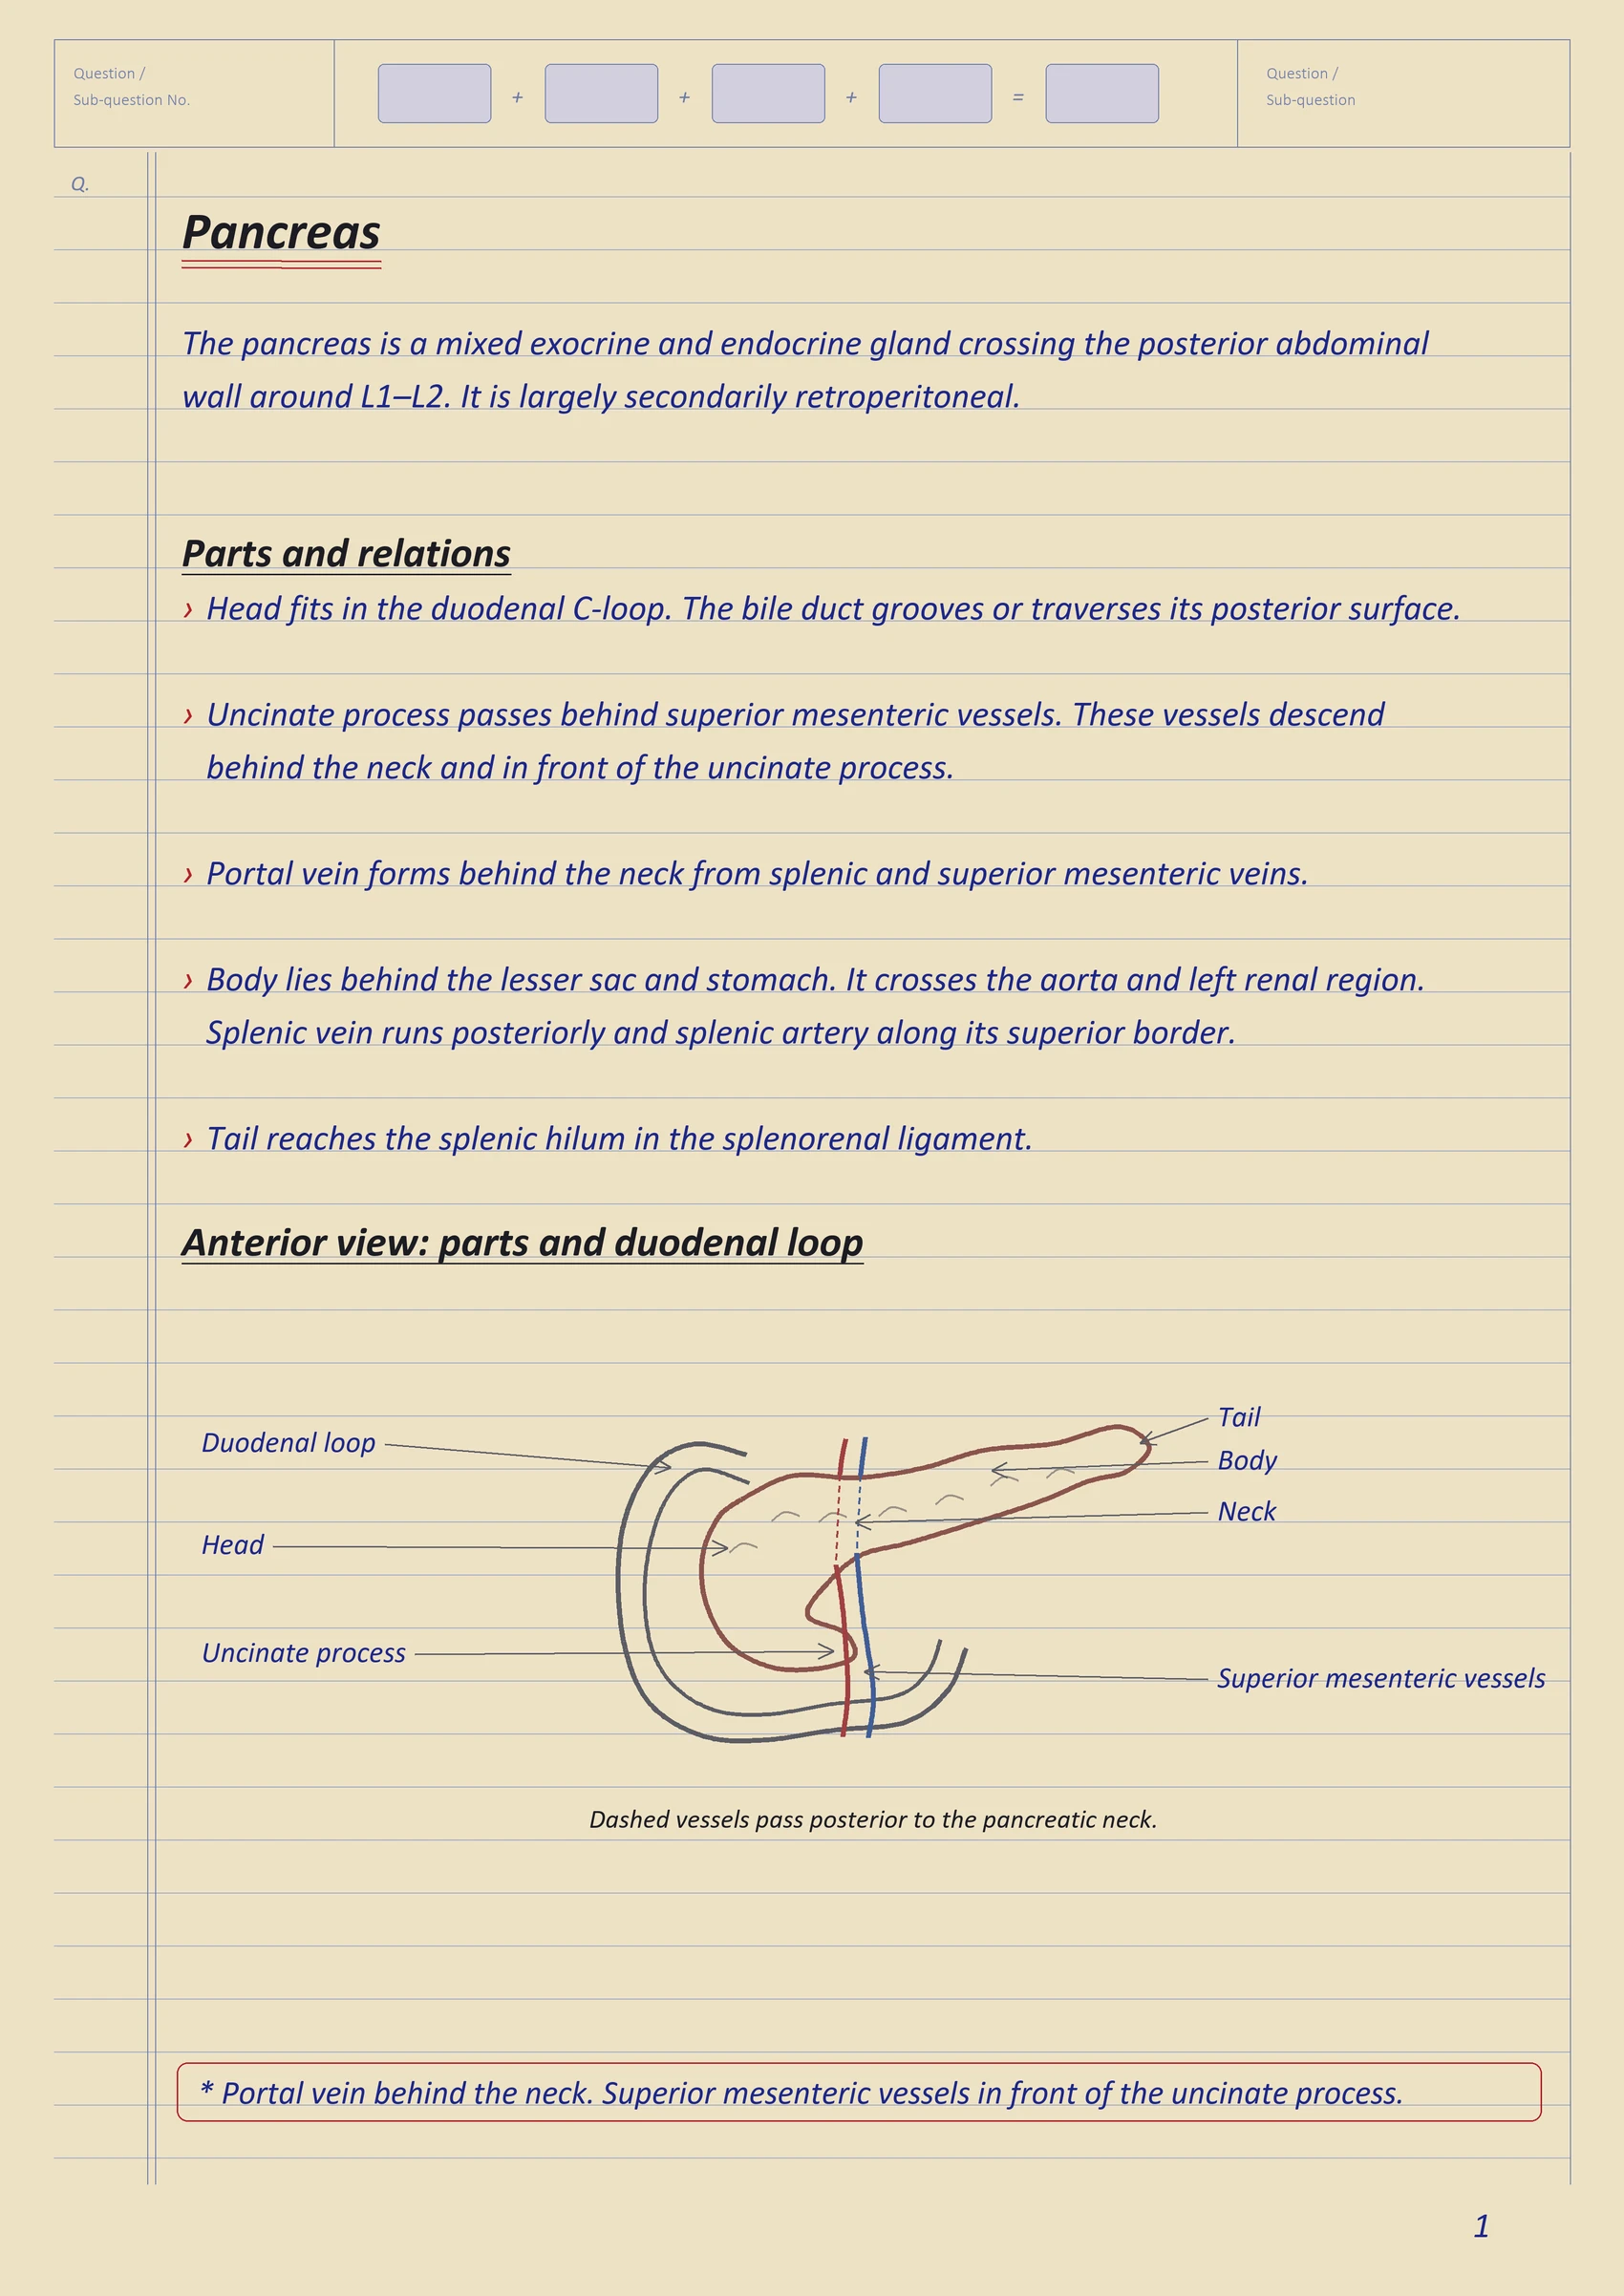 Question /
Sub-question No.
+ + + =
Question /
Sub-question
Q.
Pancreas
The pancreas is a mixed exocrine and endocrine gland crossing the posterior abdominal
wall around L1–L2. It is largely secondarily retroperitoneal.
Parts and relations
› Head fits in the duodenal C-loop. The bile duct grooves or traverses its posterior surface.
› Uncinate process passes behind superior mesenteric vessels. These vessels descend
behind the neck and in front of the uncinate process.
› Portal vein forms behind the neck from splenic and superior mesenteric veins.
› Body lies behind the lesser sac and stomach. It crosses the aorta and left renal region.
Splenic vein runs posteriorly and splenic artery along its superior border.
› Tail reaches the splenic hilum in the splenorenal ligament.
Anterior view: parts and duodenal loop
Duodenal loop
Head
Uncinate process
Tail
Body
Neck
Superior mesenteric vessels
Dashed vessels pass posterior to the pancreatic neck.
* Portal vein behind the neck. Superior mesenteric vessels in front of the uncinate process.
1